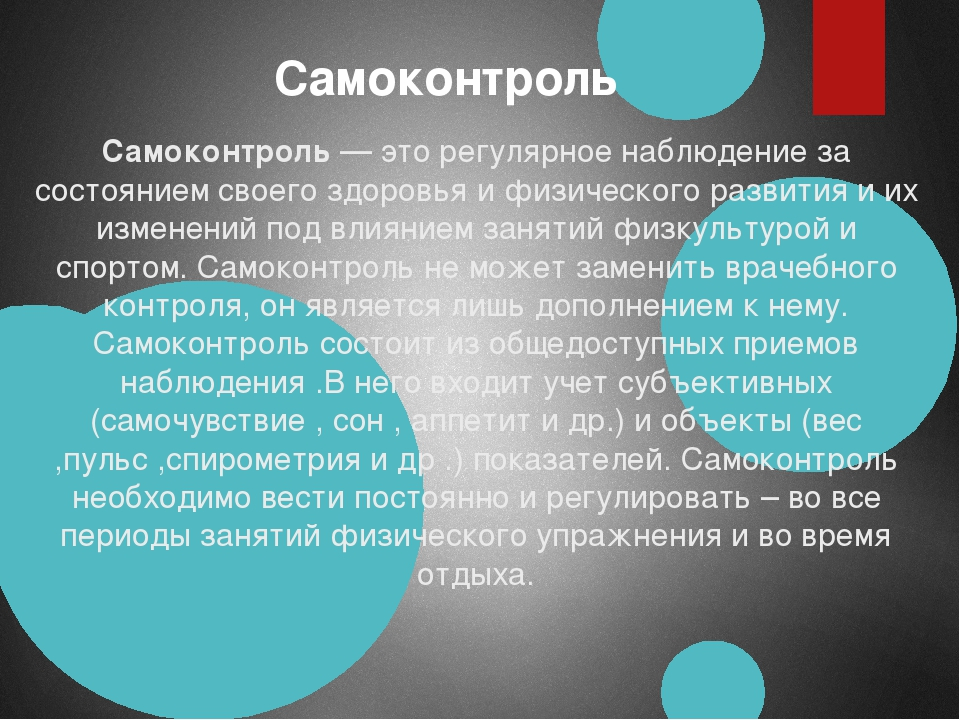 Самоконтроль
Самоконтроль — это регулярное наблюдение за
состоянием своего здоровья и физического развития и их
изменений под влиянием занятий физкультурой и
спортом. Самоконтроль не может заменить врачебного
контроля, он является лишь дополнением к нему.
Самоконтроль состоит из общедоступных приемов
наблюдения .В него входит учет субъективных
(самочувствие , сон , аппетит и др.) и объекты (вес
,пульс ,спирометрия и др .) показателей. Самоконтроль
необходимо вести постоянно и регулировать – во все
периоды занятий физического упражнения и во время
отдыха.